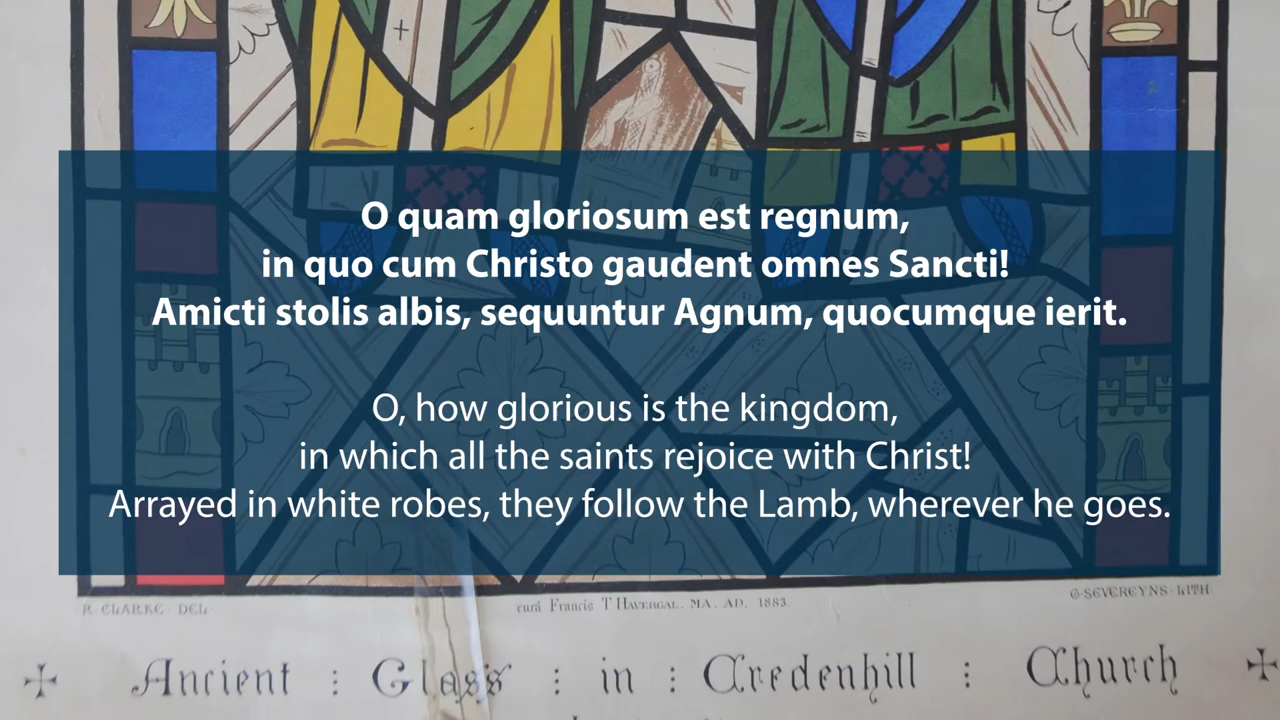 O quam gloriosum est regnum,
in quo cum Christo gaudent omnes Sancti!
Amicti stolis albis, sequuntur Agnum, quocumque ierit.
O, how glorious is the kingdom,
in which all the saints rejoice with Christ!
Arrayed in white robes, they follow the Lamb, wherever he goes.
R. CLARKE · DEL·
curâ Francis T HAVERGAL. MA. AD. 1883.
G·SEVEREYNS·LITH·
Ancient ⋮ Glass ⋮ in ⋮ Credenhill ⋮ Church